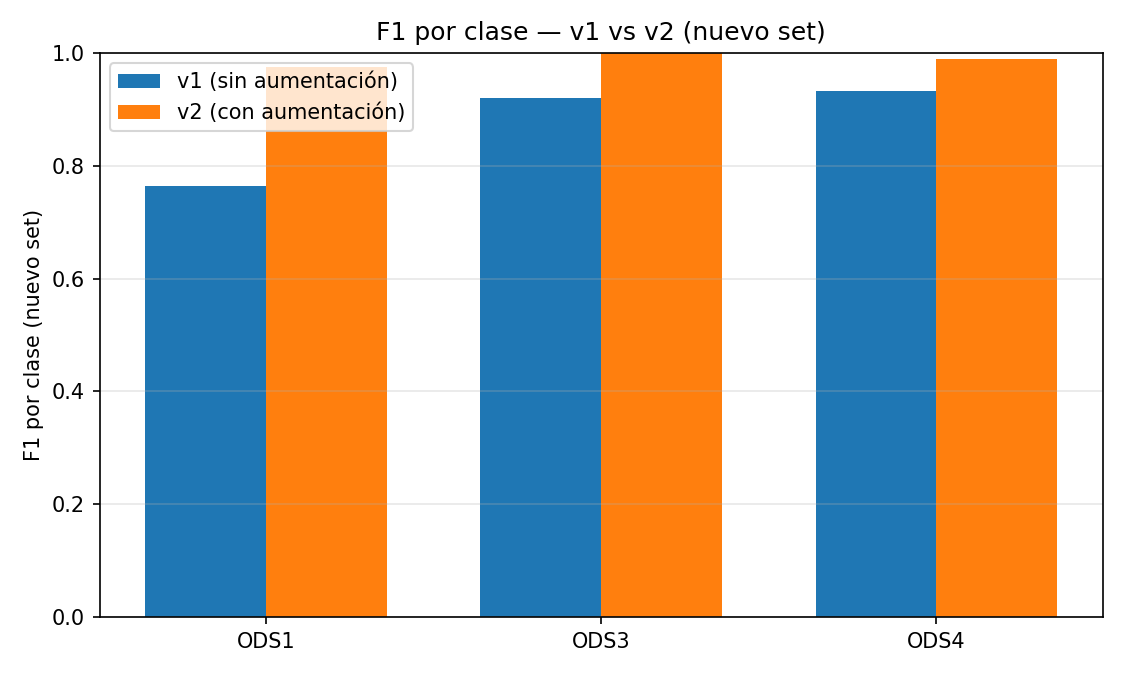 F1 por clase — v1 vs v2 (nuevo set)
v1 (sin aumentación)
v2 (con aumentación)
F1 por clase (nuevo set)
1.0
0.8
0.6
0.4
0.2
0.0
ODS1
ODS3
ODS4